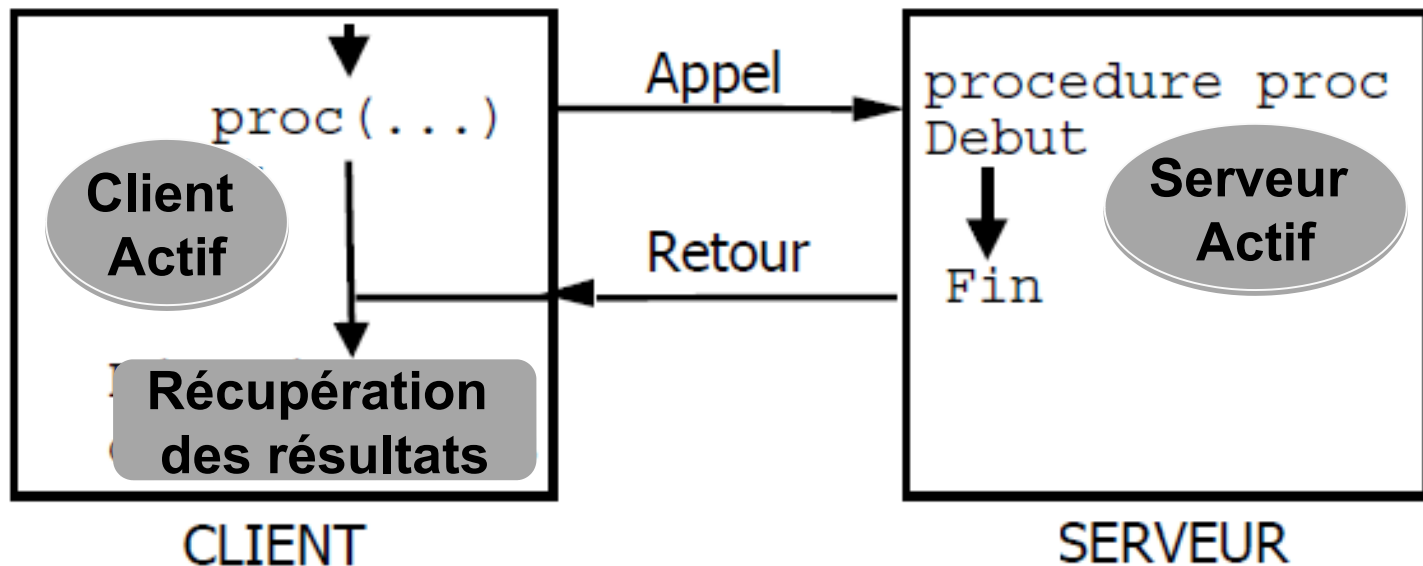 proc(...)
Client
Actif
Récupération
des résultats
CLIENT
Appel
Retour
procedure proc
Debut
Serveur
Actif
Fin
SERVEUR